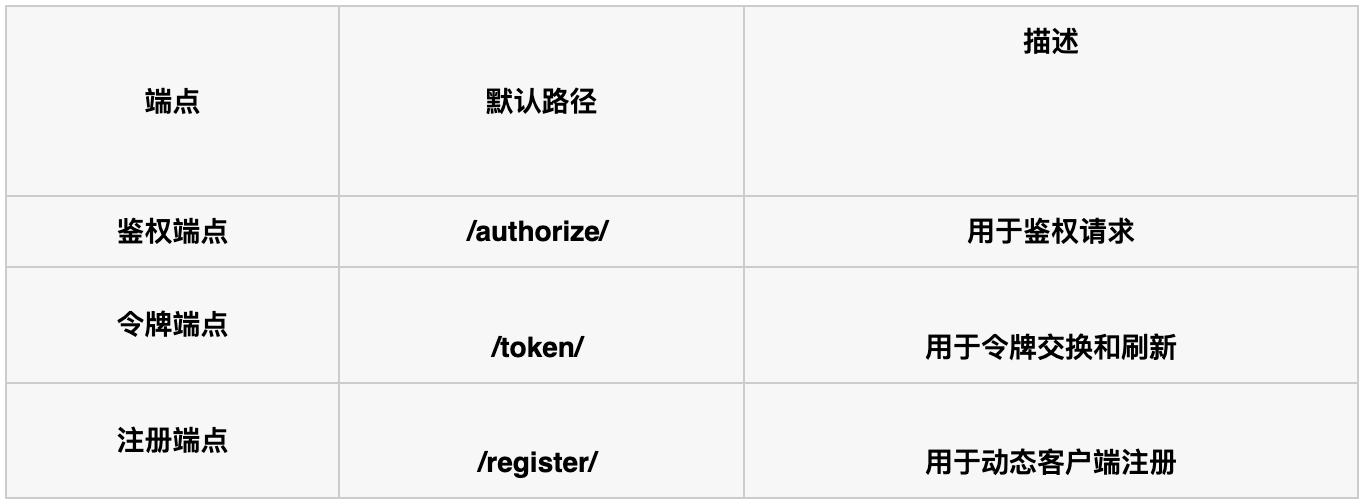 端点 默认路径 描述
鉴权端点 /authorize/ 用于鉴权请求
令牌端点 /token/ 用于令牌交换和刷新
注册端点 /register/ 用于动态客户端注册